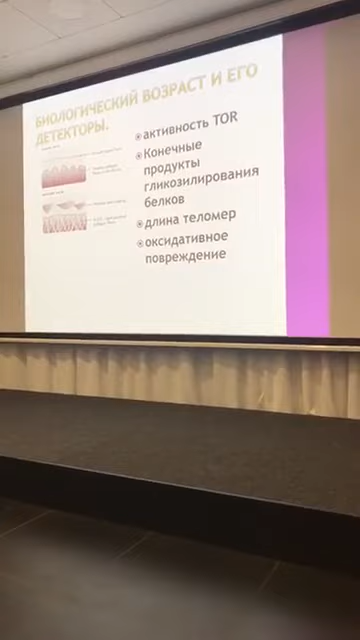 БИОЛОГИЧЕСКИЙ ВОЗРАСТ И ЕГО
ДЕТЕКТОРЫ.
активность TOR
Конечные
продукты
гликозилирования
белков
длина теломер
оксидативное
повреждение